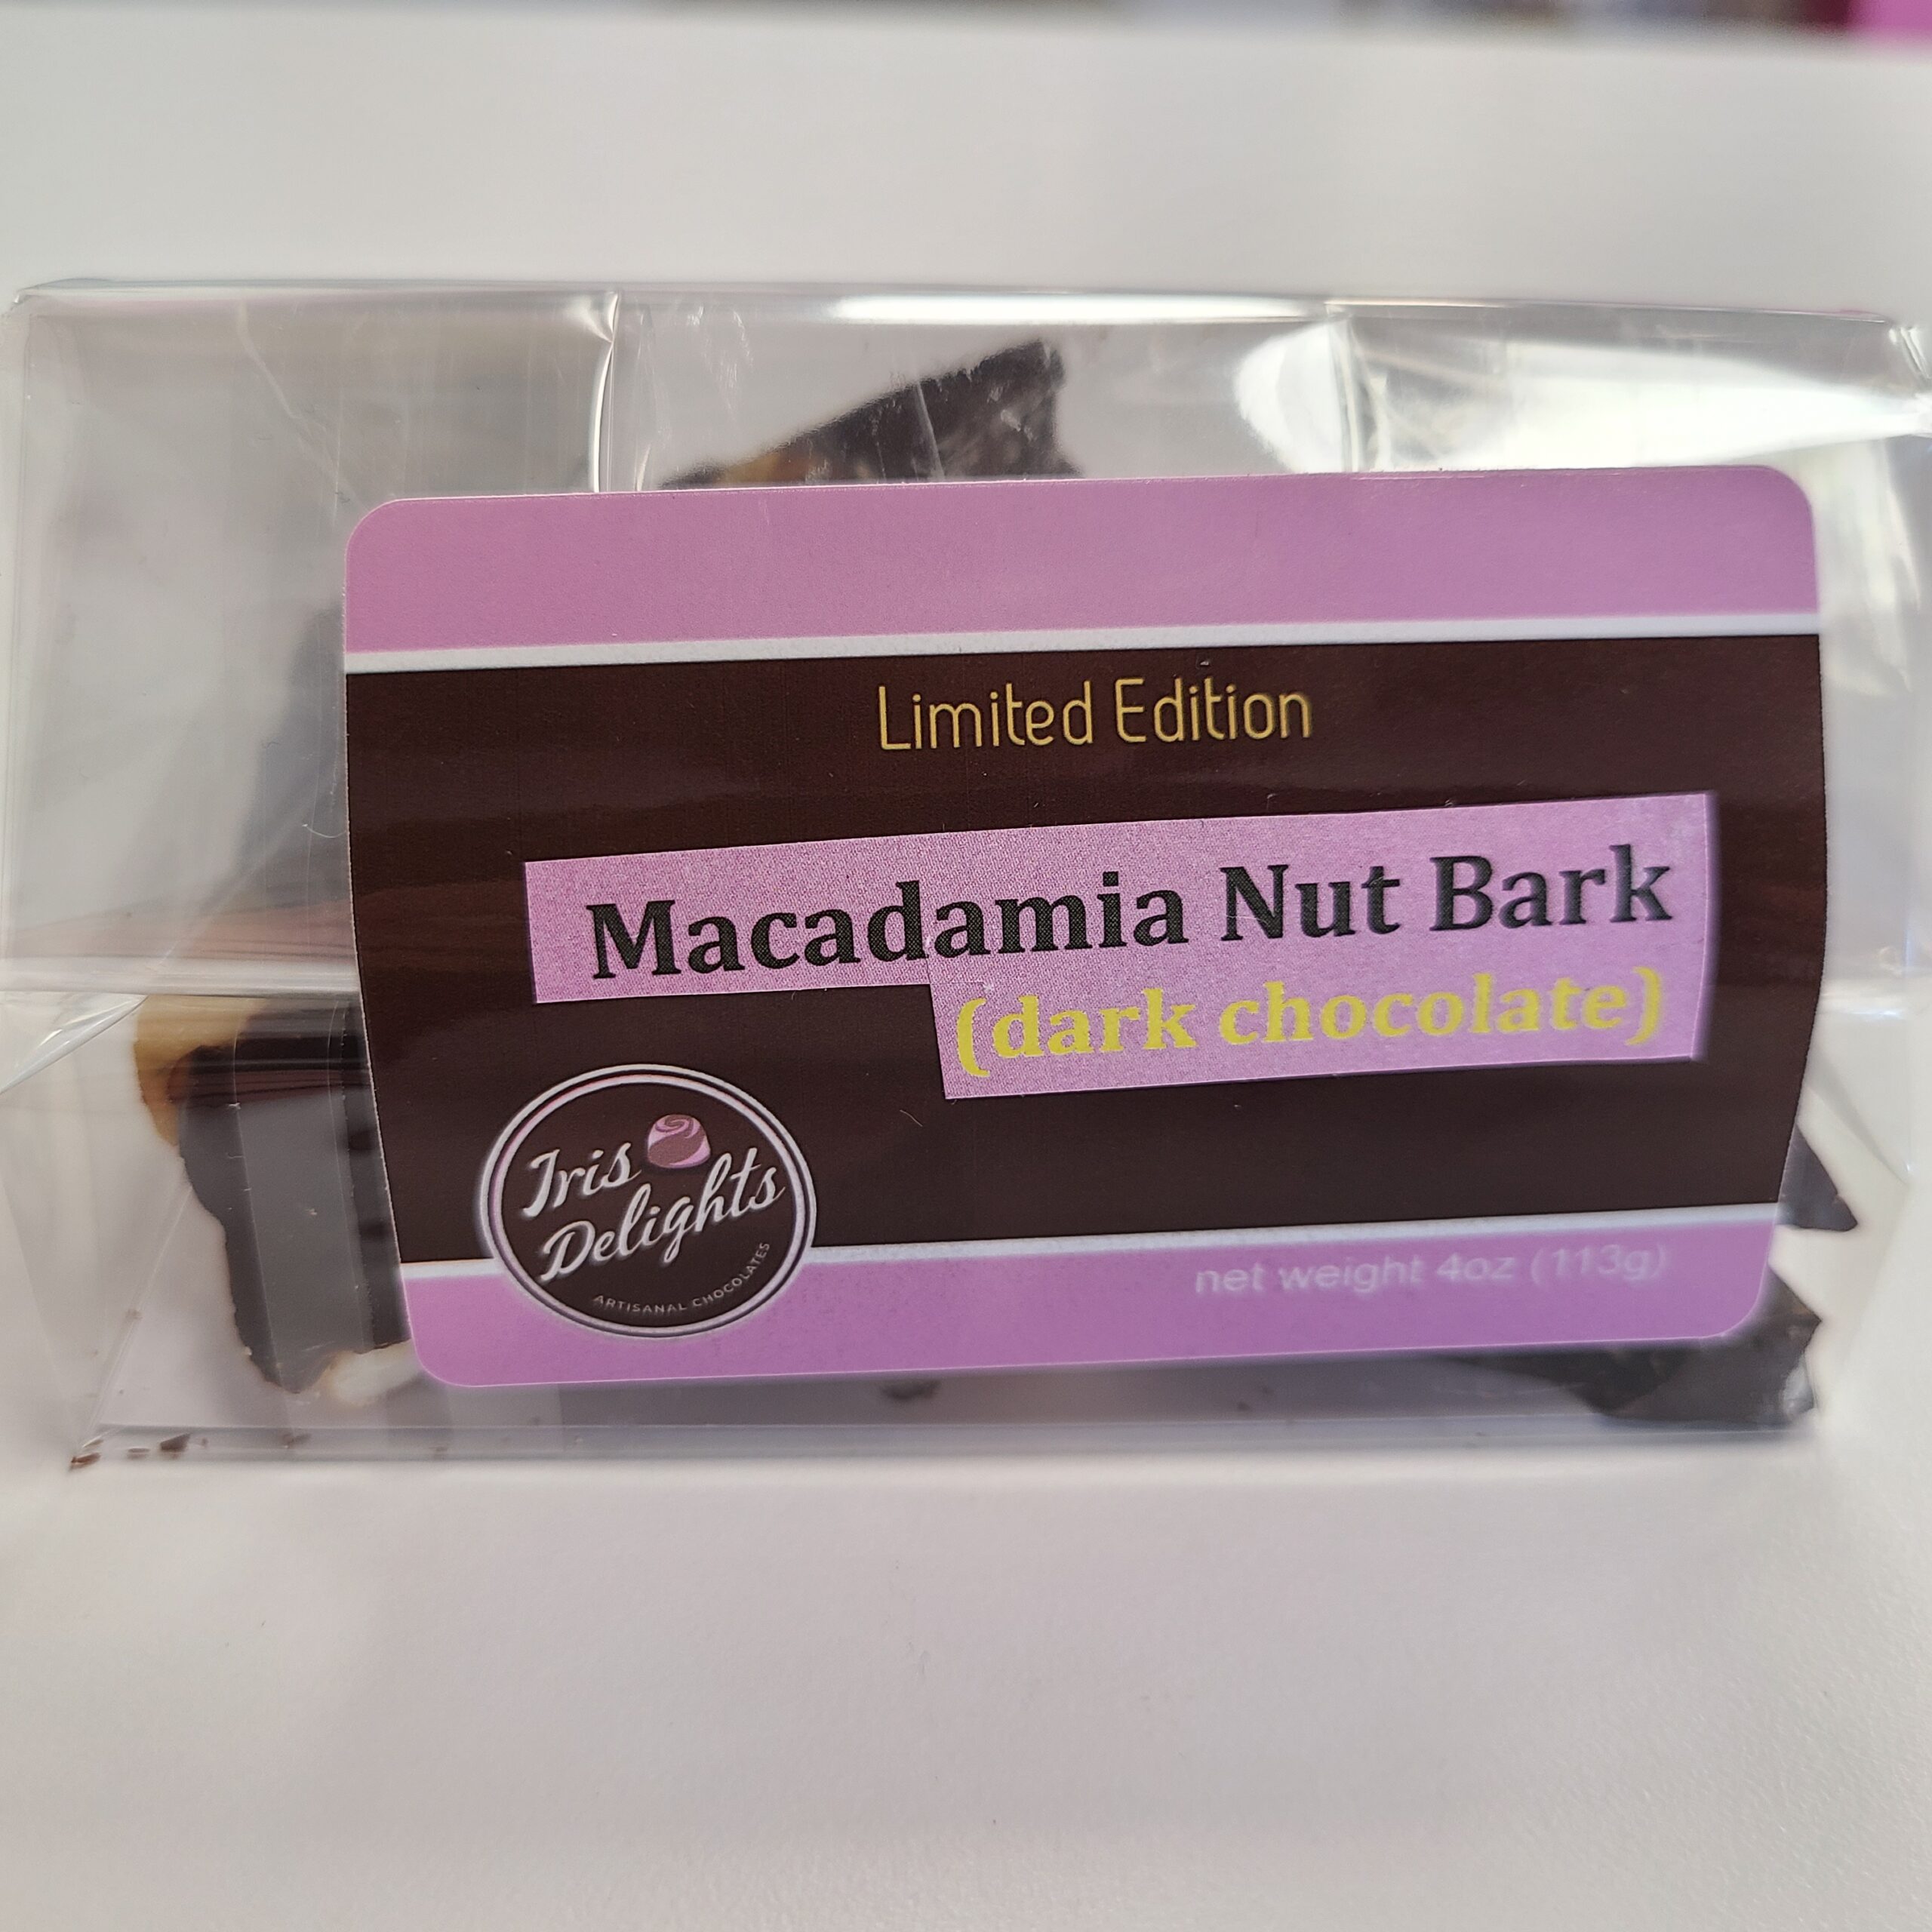 Limited Edition
Macadamia Nut Bark
(dark chocolate)
Iris
Delights
ARTISANAL CHOCOLATES
net weight 4oz (113g)